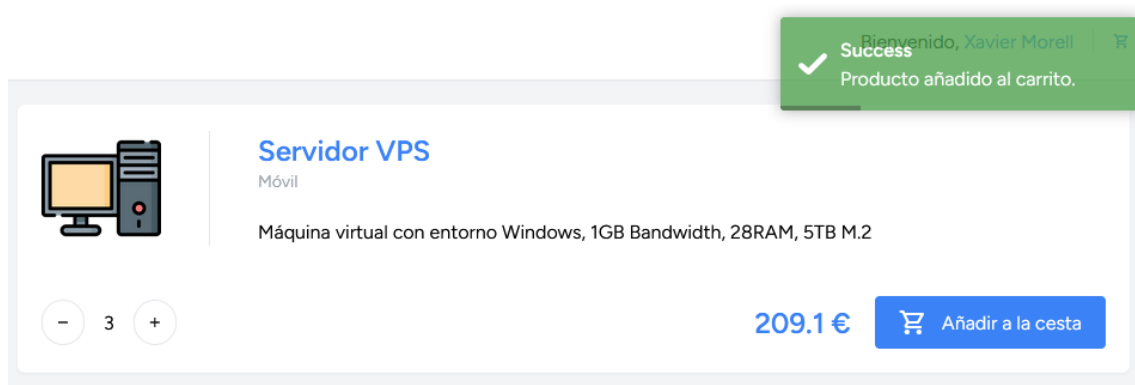 Bienvenido, Xavier Morell
Success
Producto añadido al carrito.
Servidor VPS
Móvil
Máquina virtual con entorno Windows, 1GB Bandwidth, 28RAM, 5TB M.2
- 3 +
209.1 € Añadir a la cesta